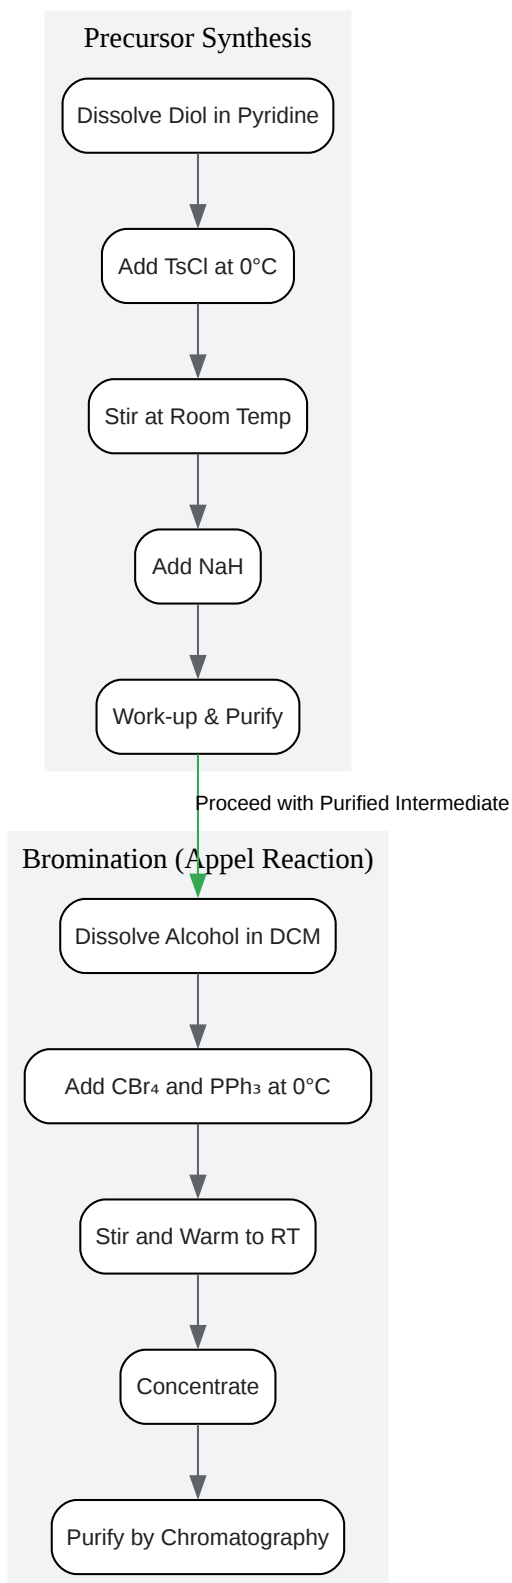 Precursor Synthesis
Dissolve Diol in Pyridine
Add TsCl at 0°C
Stir at Room Temp
Add NaH
Work-up & Purify
Proceed with Purified Intermediate
Bromination (Appel Reaction)
Dissolve Alcohol in DCM
Add CBr₄ and PPh₃ at 0°C
Stir and Warm to RT
Concentrate
Purify by Chromatography